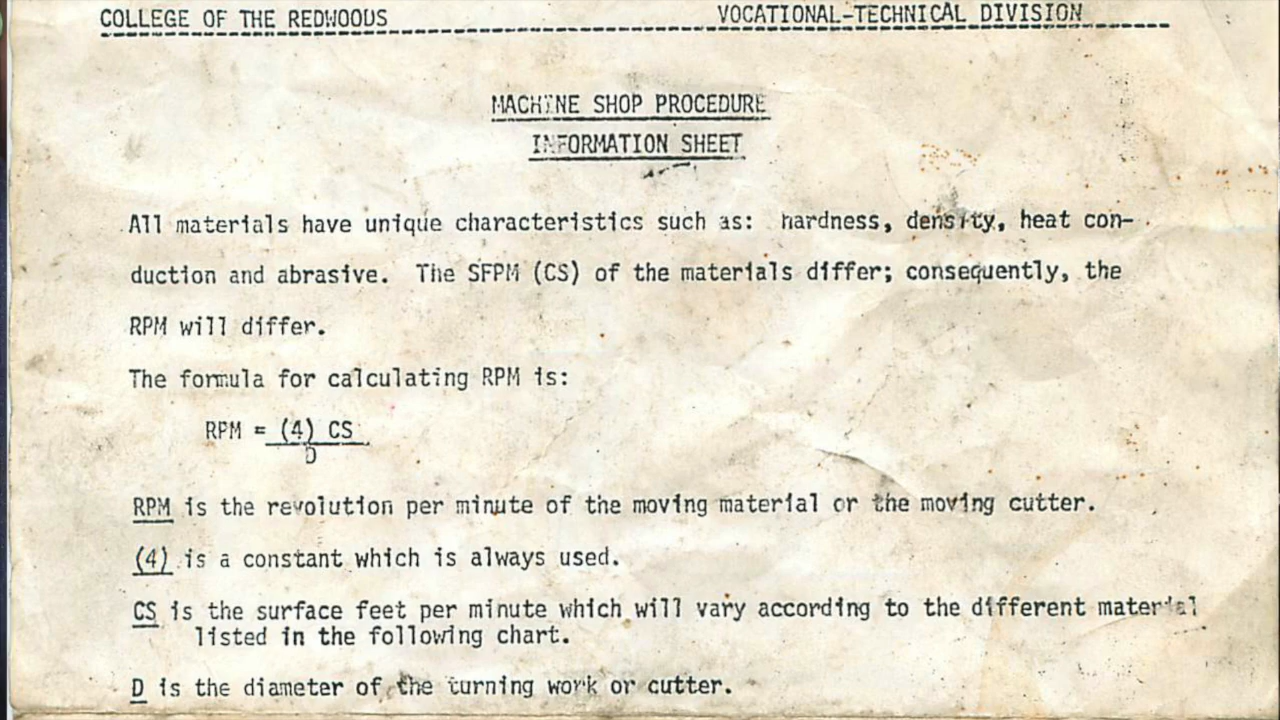 COLLEGE OF THE REDWOODS VOCATIONAL-TECHNICAL DIVISION
MACHINE SHOP PROCEDURE
INFORMATION SHEET
All materials have unique characteristics such as: hardness, density, heat con-
duction and abrasive. The SFPM (CS) of the materials differ; consequently, the
RPM will differ.
The formula for calculating RPM is:
RPM = (4) CS
D
RPM is the revolution per minute of the moving material or the moving cutter.
(4) is a constant which is always used.
CS is the surface feet per minute which will vary according to the different material
listed in the following chart.
D is the diameter of the turning work or cutter.